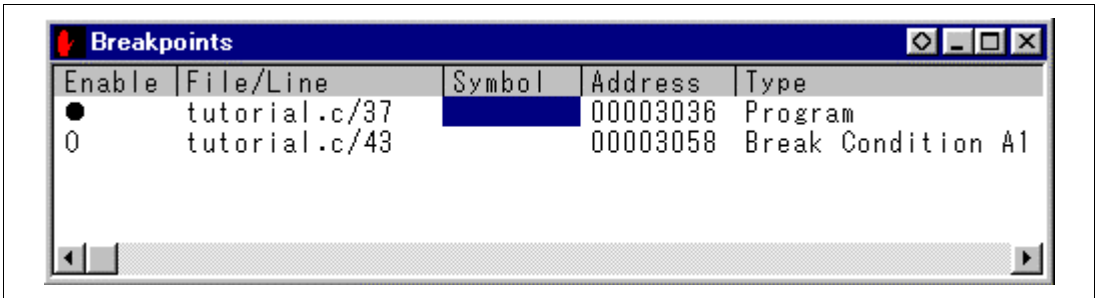 Breakpoints
Enable File/Line Symbol Address Type
● tutorial.c/37 00003036 Program
O tutorial.c/43 00003058 Break Condition A1